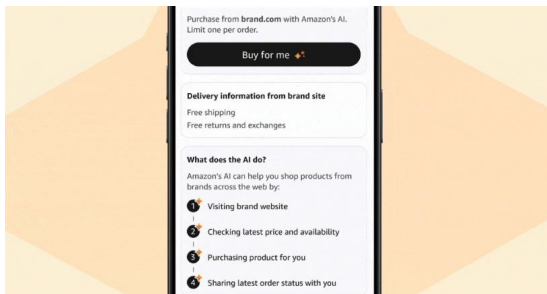 Purchase from brand.com with Amazon's AI.
Limit one per order.
Buy for me
Delivery information from brand site
Free shipping
Free returns and exchanges
What does the AI do?
Amazon's AI can help you shop products from
brands across the web by:
1 Visiting brand website
2 Checking latest price and availability
3 Purchasing product for you
4 Sharing latest order status with you